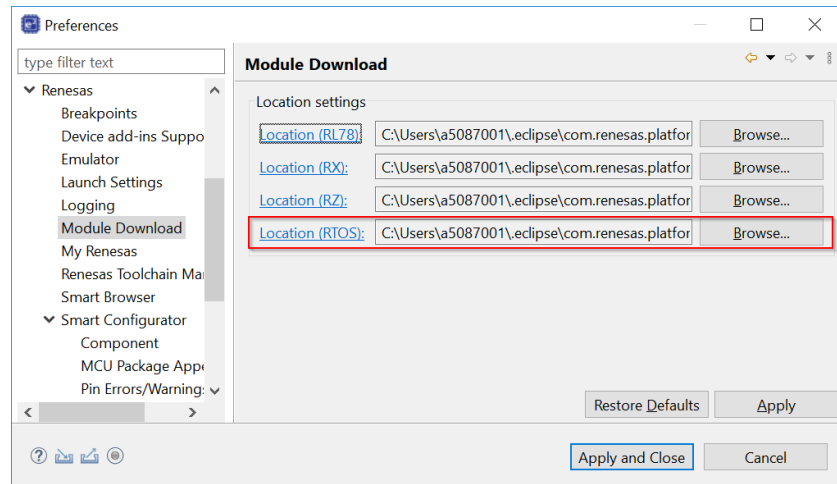 Preferences
type filter text
Renesas
Breakpoints
Device add-ins Suppo
Emulator
Launch Settings
Logging
Module Download
My Renesas
Renesas Toolchain Mai
Smart Browser
Smart Configurator
Component
MCU Package Appe
Pin Errors/Warnings
Module Download
Location settings
Location (RL78): C:\Users\a5087001\.eclipse\com.renesas.platfor Browse...
Location (RX): C:\Users\a5087001\.eclipse\com.renesas.platfor Browse...
Location (RZ): C:\Users\a5087001\.eclipse\com.renesas.platfor Browse...
Location (RTOS): C:\Users\a5087001\.eclipse\com.renesas.platfor Browse...
Restore Defaults Apply
Apply and Close Cancel